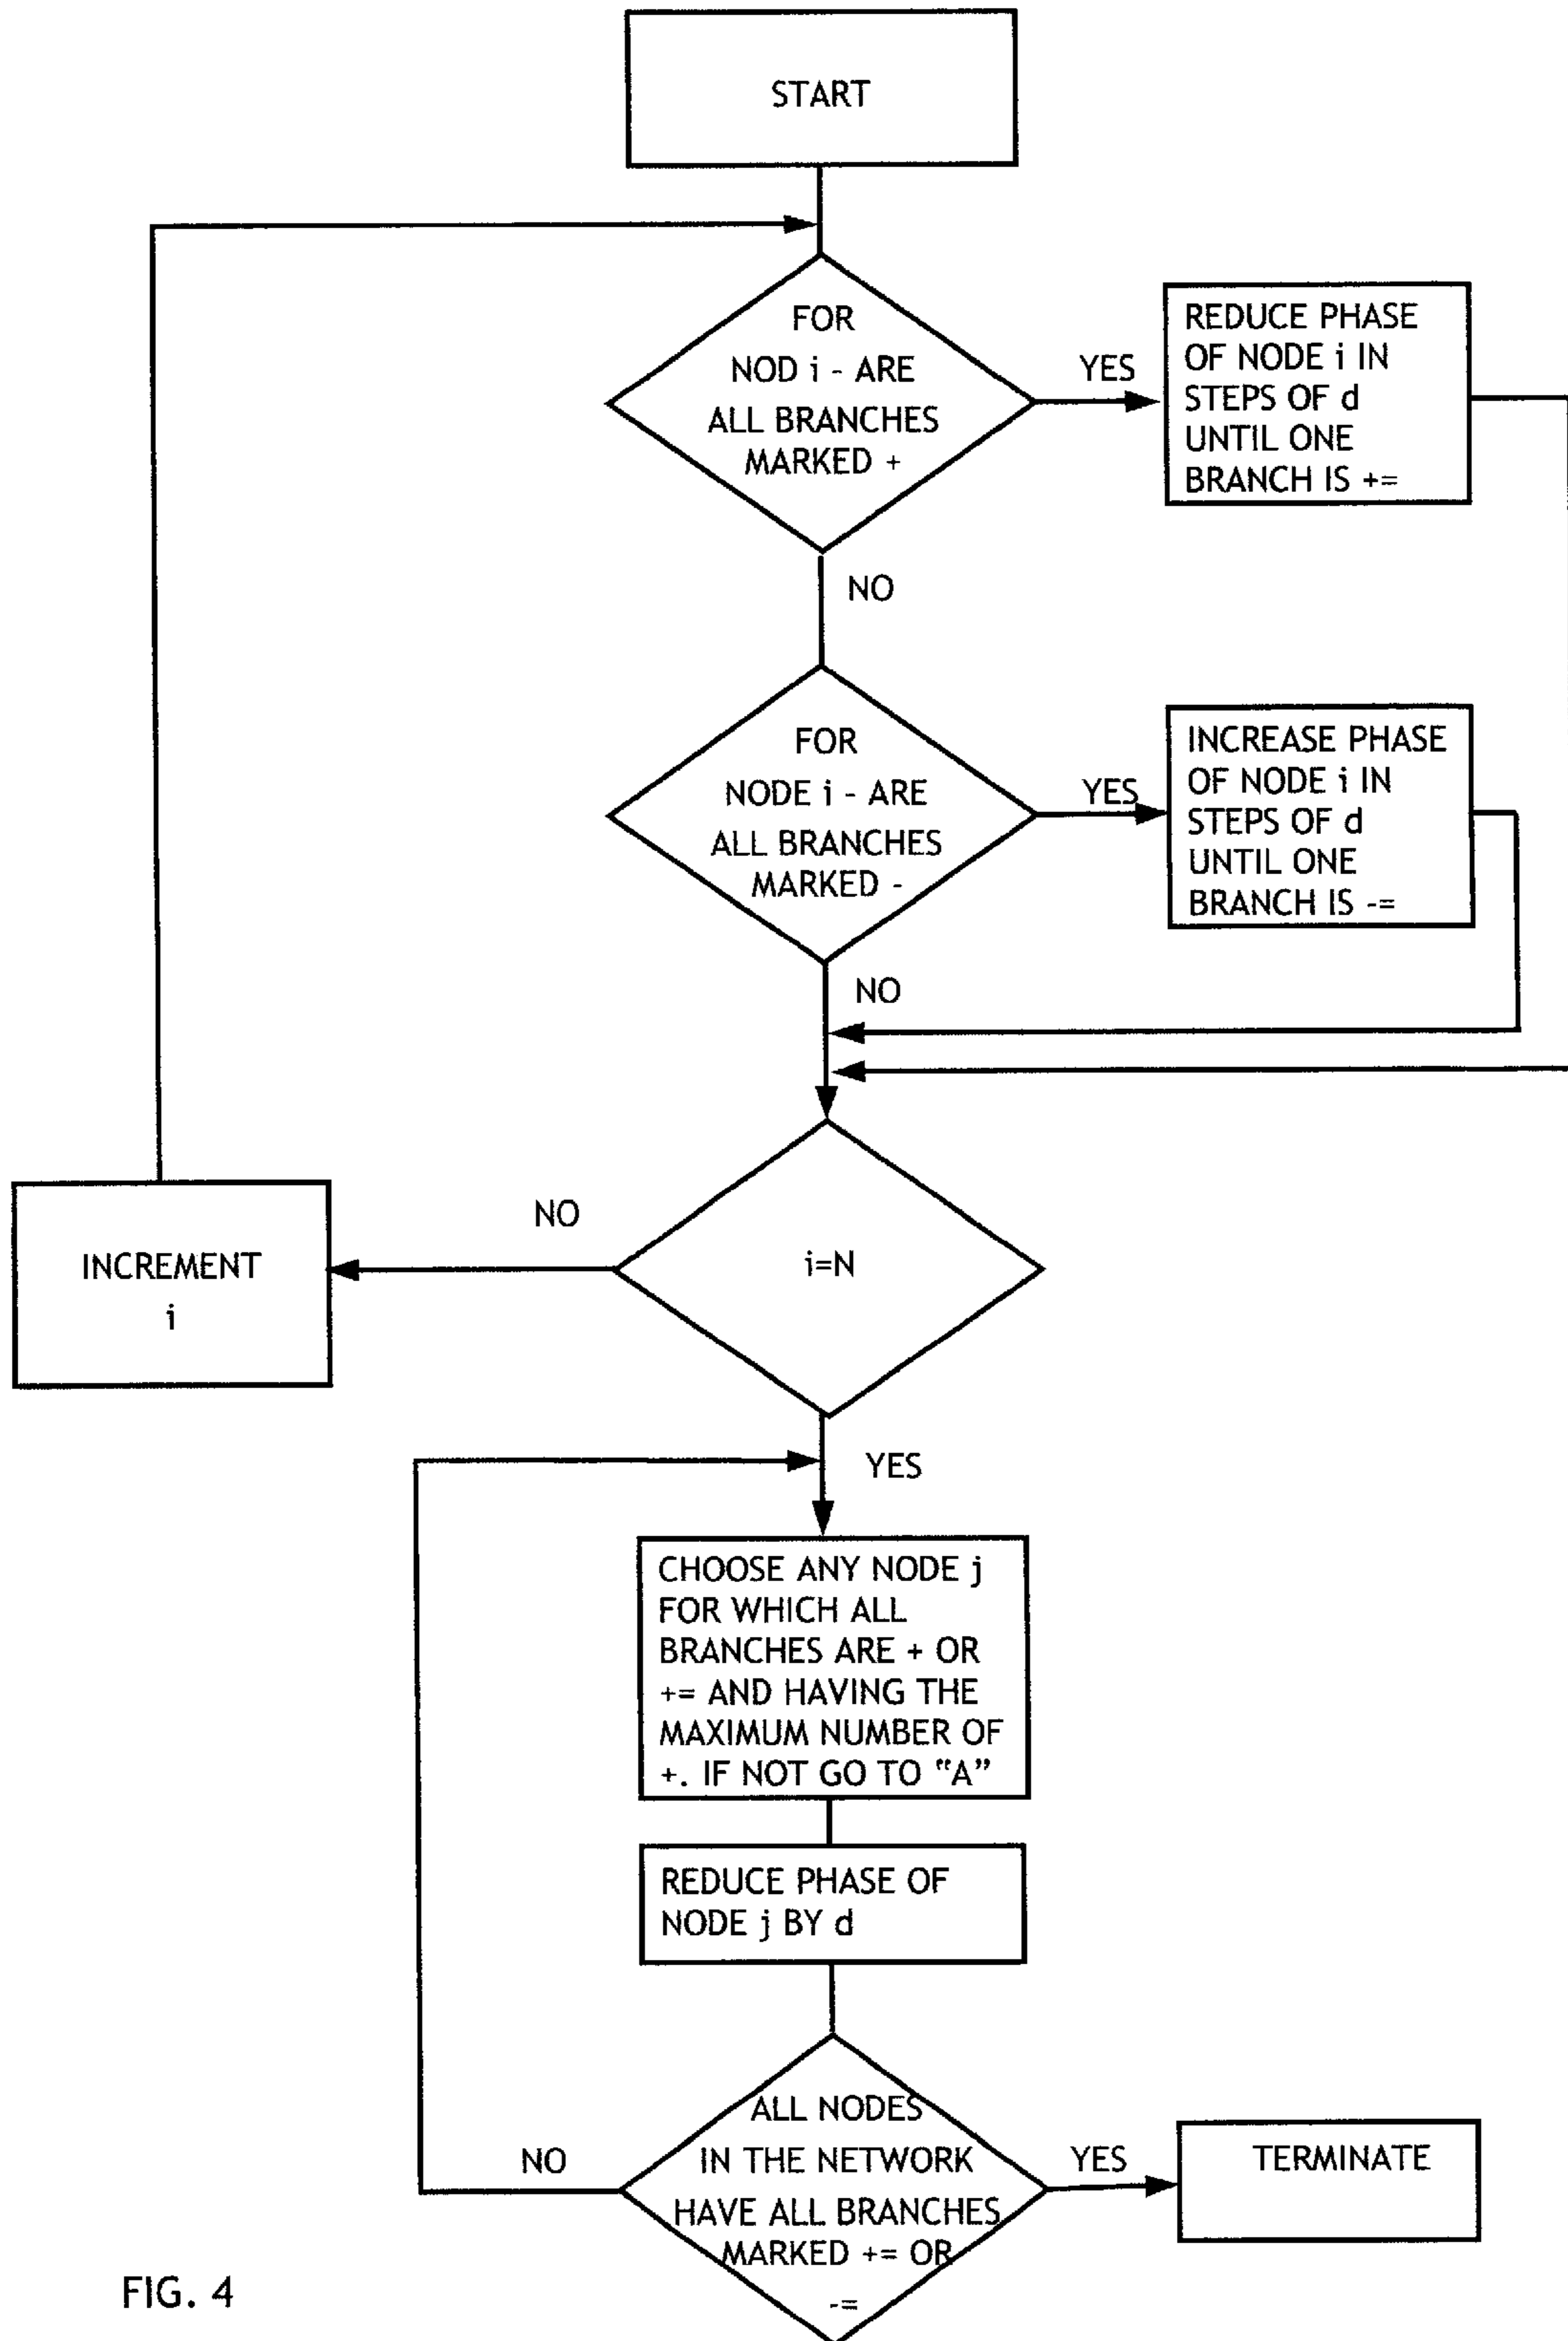 START
FOR
NOD i - ARE
ALL BRANCHES
MARKED +
YES
REDUCE PHASE
OF NODE i IN
STEPS OF d
UNTIL ONE
BRANCH IS +=
NO
FOR
NODE i - ARE
ALL BRANCHES
MARKED -
YES
INCREASE PHASE
OF NODE i IN
STEPS OF d
UNTIL ONE
BRANCH IS -=
NO
i=N
NO
INCREMENT
i
YES
CHOOSE ANY NODE j
FOR WHICH ALL
BRANCHES ARE + OR
+= AND HAVING THE
MAXIMUM NUMBER OF
+. IF NOT GO TO “A”
REDUCE PHASE OF
NODE j BY d
ALL NODES
IN THE NETWORK
HAVE ALL BRANCHES
MARKED += OR
-=
NO
YES
TERMINATE
FIG. 4